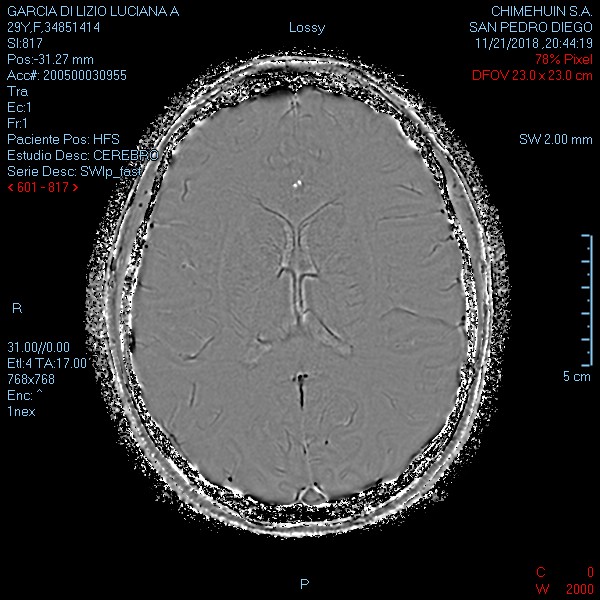 GARCIA DI LIZIO LUCIANA A
29Y,F,34851414
Sl:817
Pos:-31.27 mm
Acc#: 200500030955
Tra
Ec:1
Fr:1
Paciente Pos: HFS
Estudio Desc: CEREBRO
Serie Desc: SWIp_fast
< 601 - 817 >
Lossy
CHIMEHUIN S.A.
SAN PEDRO DIEGO
11/21/2018 ,20:44:19
78% Pixel
DFOV 23.0 x 23.0 cm
SW 2.00 mm
R
31.00//0.00
Etl:4 TA:17.00
768x768
Enc: ^
1nex
5 cm
P
C 0
W 2000